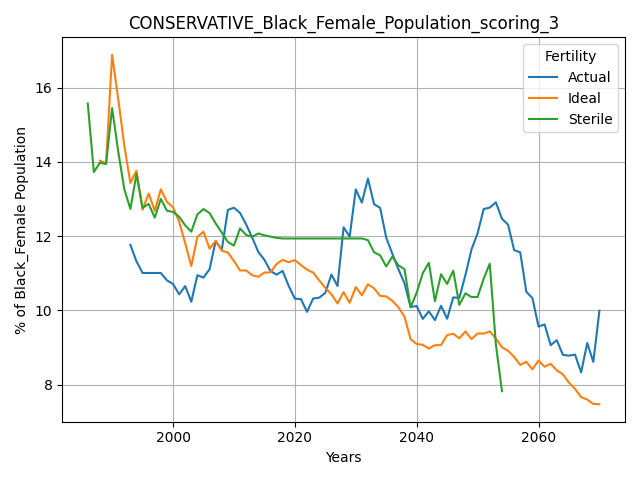 CONSERVATIVE_Black_Female_Population_scoring_3
Fertility
Actual
Ideal
Sterile
% of Black_Female Population
16
14
12
10
8
2000
2020
2040
2060
Years